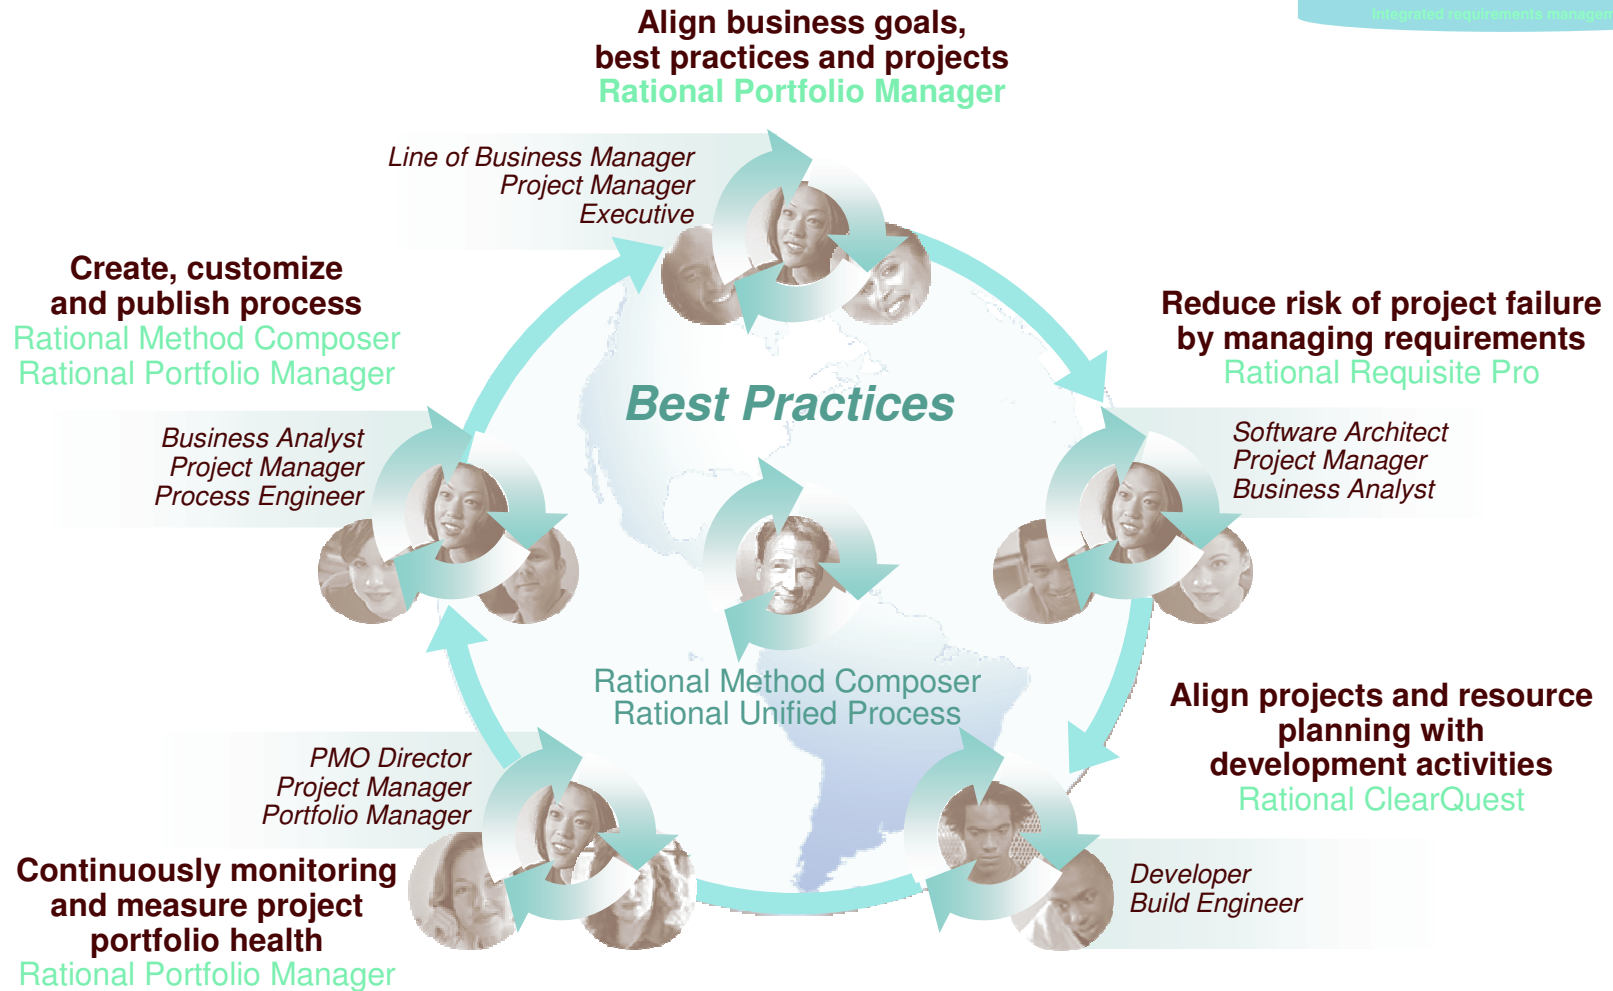 Integrated requirements managem
Align business goals,
best practices and projects
Rational Portfolio Manager
Line of Business Manager
Project Manager
Executive
Create, customize
and publish process
Rational Method Composer
Rational Portfolio Manager
Business Analyst
Project Manager
Process Engineer
Reduce risk of project failure
by managing requirements
Rational Requisite Pro
Software Architect
Project Manager
Business Analyst
Best Practices
Rational Method Composer
Rational Unified Process
Align projects and resource
planning with
development activities
Rational ClearQuest
Developer
Build Engineer
PMO Director
Project Manager
Portfolio Manager
Continuously monitoring
and measure project
portfolio health
Rational Portfolio Manager